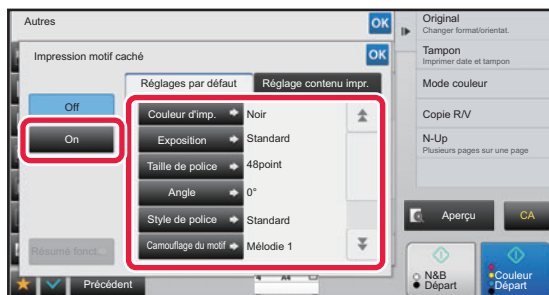 Autres
OK
Impression motif caché
OK
Réglages par défaut
Réglage contenu impr.
Off
On
Couleur d'imp.
Noir
Exposition
Standard
Taille de police
48point
Angle
0°
Style de police
Standard
Camouflage du motif
Mélodie 1
Résumé fonct.
Précédent
A4
Original
Changer format/orientat.
Tampon
Imprimer date et tampon
Mode couleur
Copie R/V
N-Up
Plusieurs pages sur une page
Aperçu
CA
N&B
Départ
Couleur
Départ